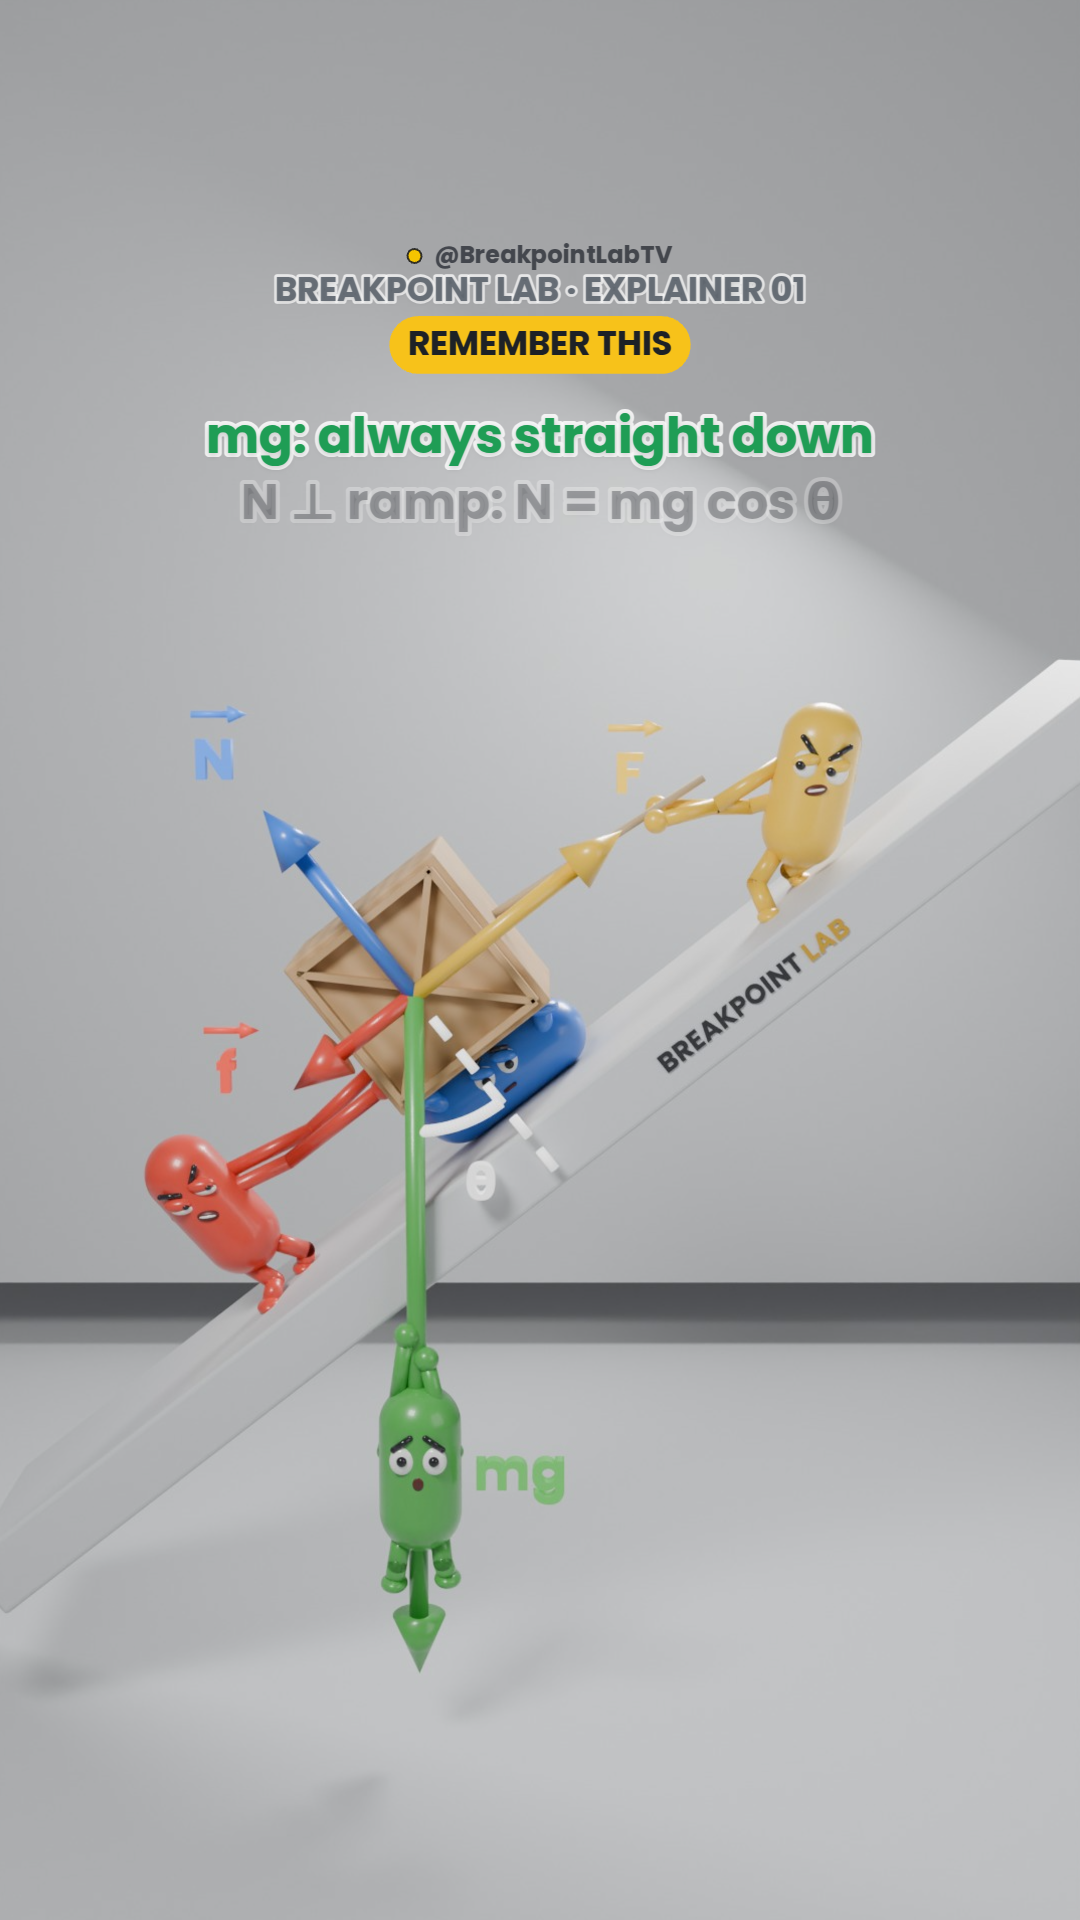 @BreakpointLabTV
BREAKPOINT LAB · EXPLAINER 01
REMEMBER THIS
mg: always straight down
N ⊥ ramp: N = mg cos θ
N
F
BREAKPOINT LAB
f
θ
mg